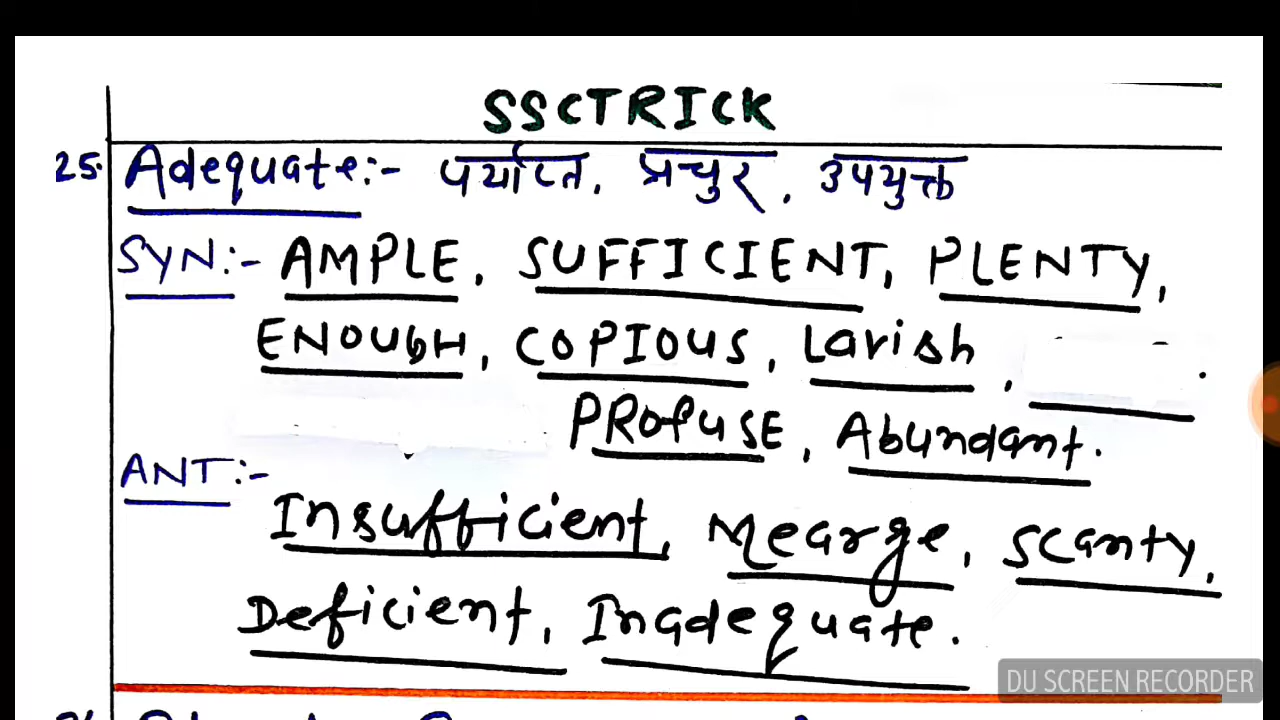 SSCTRICK
25. Adequate:- पर्याप्त, प्रचुर, उपयुक्त
SYN:- AMPLE, SUFFICIENT, PLENTY,
ENOUGH, COPIOUS, Lavish,
PROfUSE, Abundant.
ANT:-
Insufficient, Mearge, Scanty,
Deficient, Inadequate.
DU SCREEN RECORDER